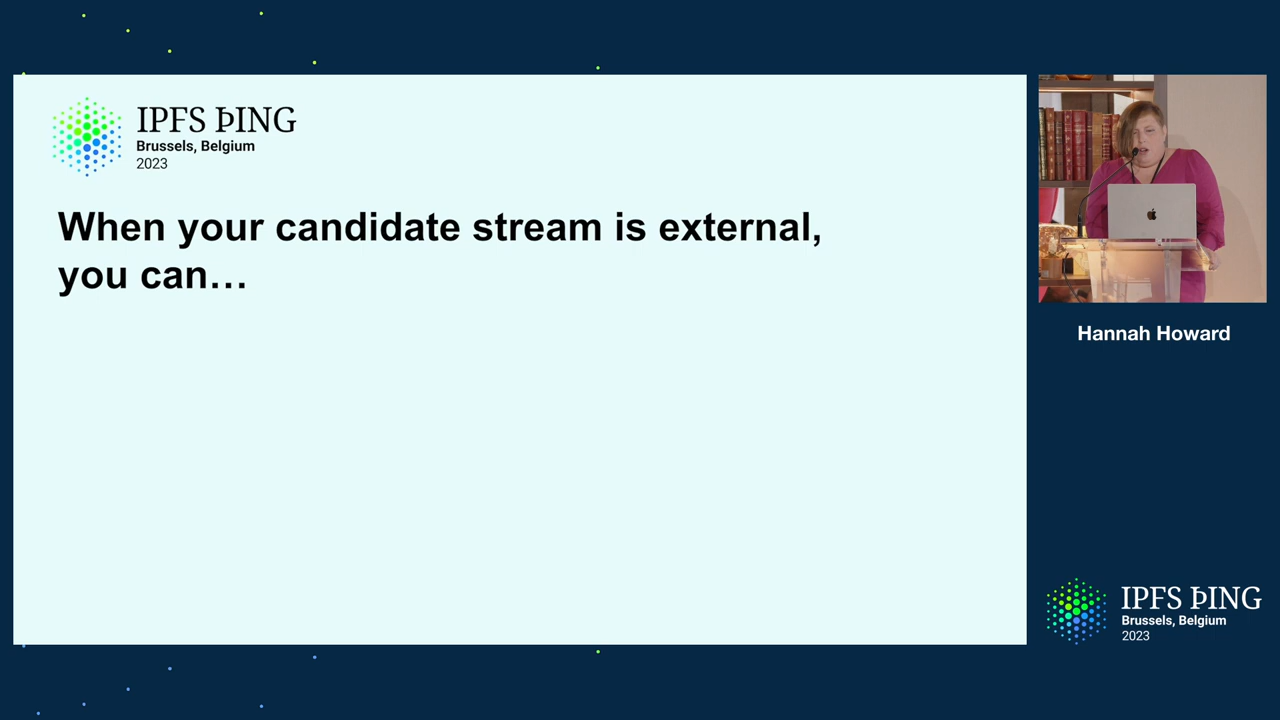 IPFS ÞING
Brussels, Belgium
2023
When your candidate stream is external,
you can…
Hannah Howard
IPFS ÞING
Brussels, Belgium
2023